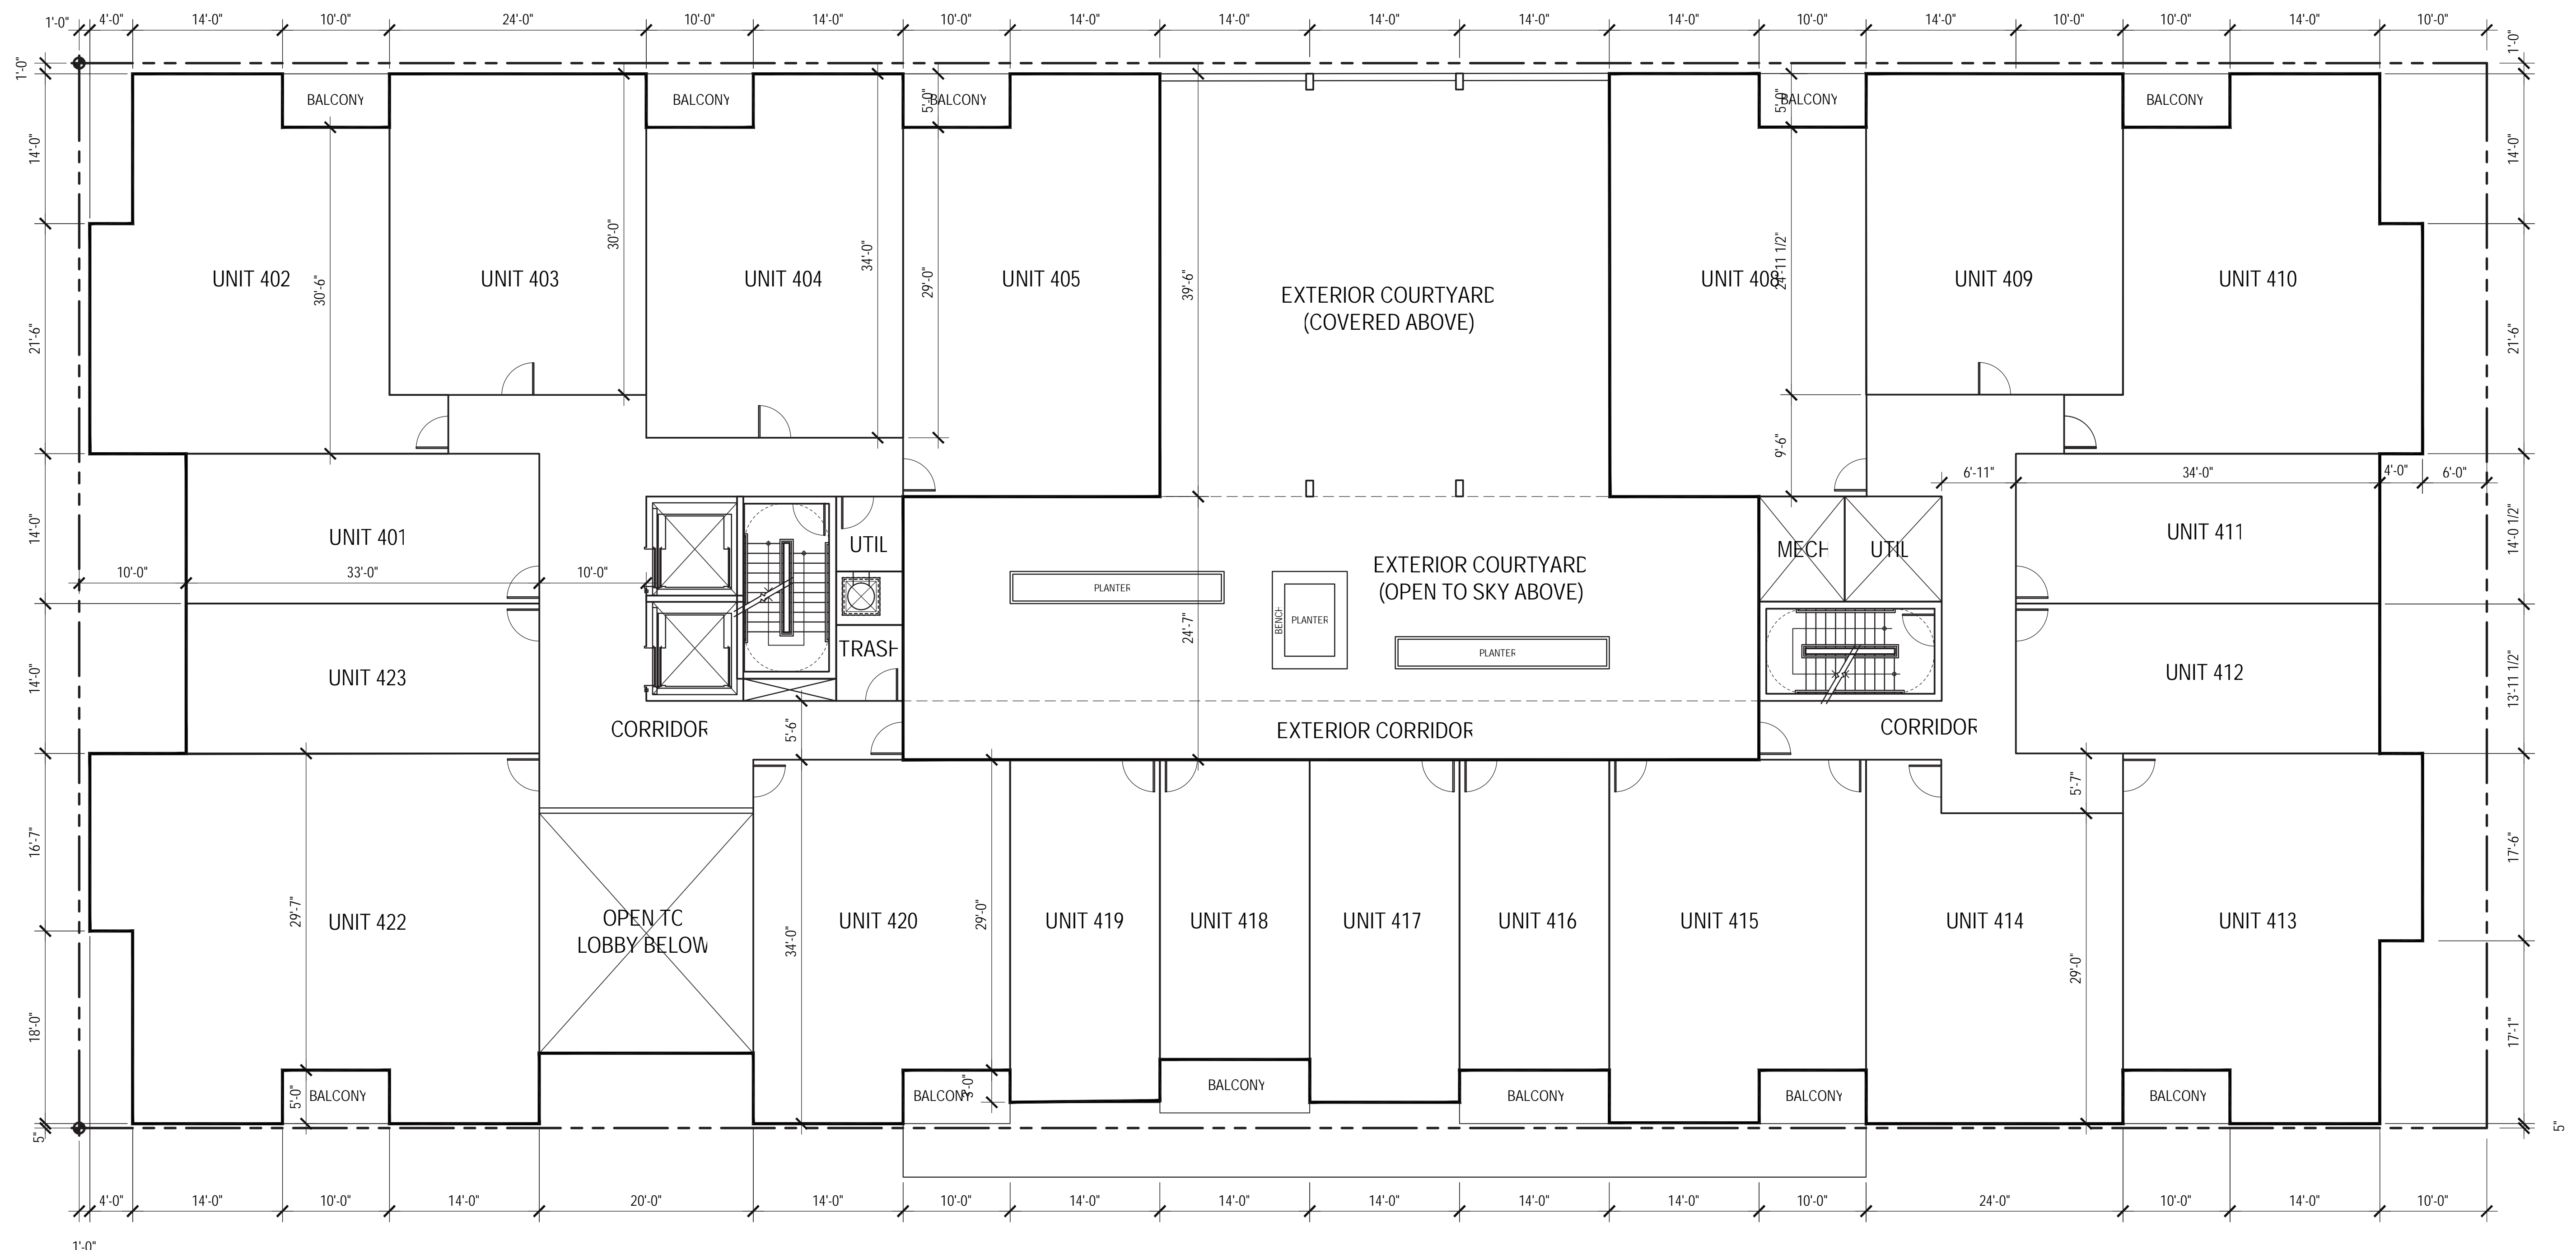 1'-0" 4'-0" 14'-0" 10'-0" 24'-0" 10'-0" 14'-0" 10'-0" 14'-0" 14'-0" 14'-0" 14'-0" 14'-0" 10'-0" 14'-0" 10'-0" 10'-0" 14'-0" 10'-0"
1'-0"
1'-0"
BALCONY
BALCONY
5'-0"
BALCONY
5'-0"
BALCONY
BALCONY
14'-0"
14'-0"
30'-0"
34'-0"
29'-0"
39'-6"
24'-11 1/2"
UNIT 402
30'-6"
UNIT 403
UNIT 404
UNIT 405
EXTERIOR COURTYARD
(COVERED ABOVE)
UNIT 408
UNIT 409
UNIT 410
21'-6"
21'-6"
9'-6"
6'-11"
34'-0"
4'-0"
6'-0"
14'-0"
UNIT 401
UTIL
MECH
UTIL
UNIT 411
14'-0 1/2"
10'-0"
33'-0"
10'-0"
EXTERIOR COURTYARD
(OPEN TO SKY ABOVE)
PLANTER
BENCH
PLANTER
PLANTER
24'-7"
TRASH
14'-0"
UNIT 423
UNIT 412
13'-11 1/2"
CORRIDOR
5'-6"
EXTERIOR CORRIDOR
CORRIDOR
5'-7"
16'-7"
17'-6"
29'-7"
UNIT 422
OPEN TO
LOBBY BELOW
34'-0"
UNIT 420
29'-0"
UNIT 419
UNIT 418
UNIT 417
UNIT 416
UNIT 415
UNIT 414
29'-0"
UNIT 413
18'-0"
17'-1"
5'-0"
BALCONY
BALCONY
3'-0"
BALCONY
BALCONY
BALCONY
BALCONY
5"
5"
4'-0" 14'-0" 10'-0" 14'-0" 20'-0" 14'-0" 10'-0" 14'-0" 14'-0" 14'-0" 14'-0" 14'-0" 10'-0" 24'-0" 10'-0" 14'-0" 10'-0"
1'-0"